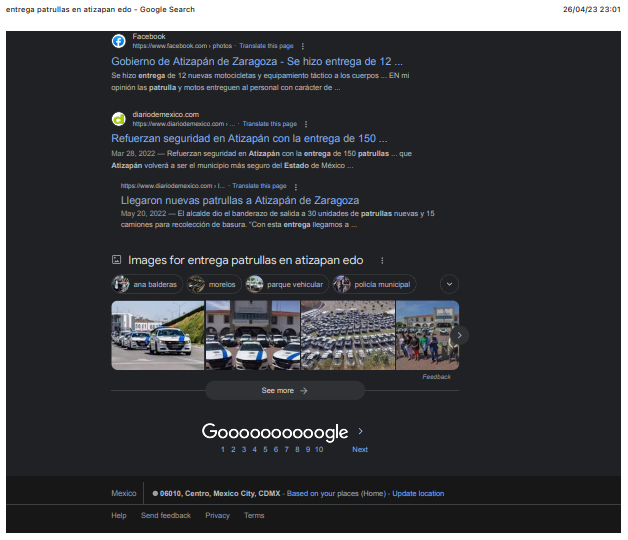 entrega patrullas en atizapan edo - Google Search
26/04/23 23:01
Facebook
https://www.facebook.com › photos · Translate this page
Gobierno de Atizapán de Zaragoza - Se hizo entrega de 12 ...
Se hizo entrega de 12 nuevas motocicletas y equipamiento táctico a los cuerpos ... EN mi
opinión las patrulla y motos entreguen al personal con carácter de ...
diariodemexico.com
https://www.diariodemexico.com › ... · Translate this page
Refuerzan seguridad en Atizapán con la entrega de 150 ...
Mar 28, 2022 — Refuerzan seguridad en Atizapán con la entrega de 150 patrullas ... que
Atizapán volverá a ser el municipio más seguro del Estado de México ...
https://www.diariodemexico.com › l... · Translate this page
Llegaron nuevas patrullas a Atizapán de Zaragoza
May 20, 2022 — El alcalde dio el banderazo de salida a 30 unidades de patrullas nuevas y 15
camiones para recolección de basura. "Con esta entrega llegamos a ...
Images for entrega patrullas en atizapan edo
ana balderas
morelos
parque vehicular
policía municipal
Feedback
See more →
Goooooooooogle
1 2 3 4 5 6 7 8 9 10
Next
Mexico
06010, Centro, Mexico City, CDMX - Based on your places (Home) - Update location
Help
Send feedback
Privacy
Terms